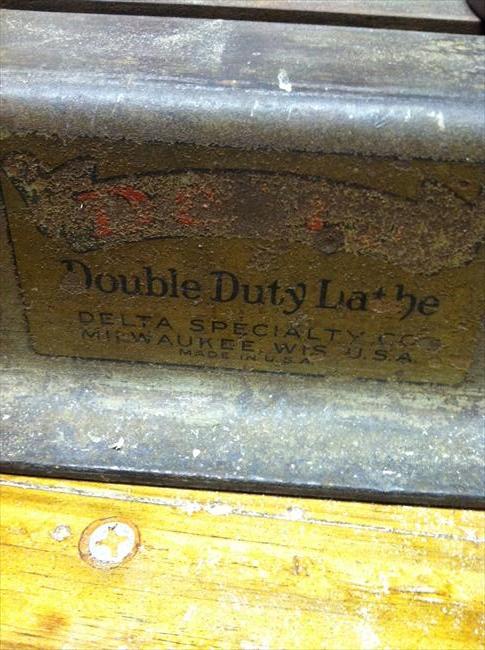 Double Duty Lathe
DELTA SPECIALTY CO.
MILWAUKEE, WIS. U.S.A.
MADE IN U.S.A.